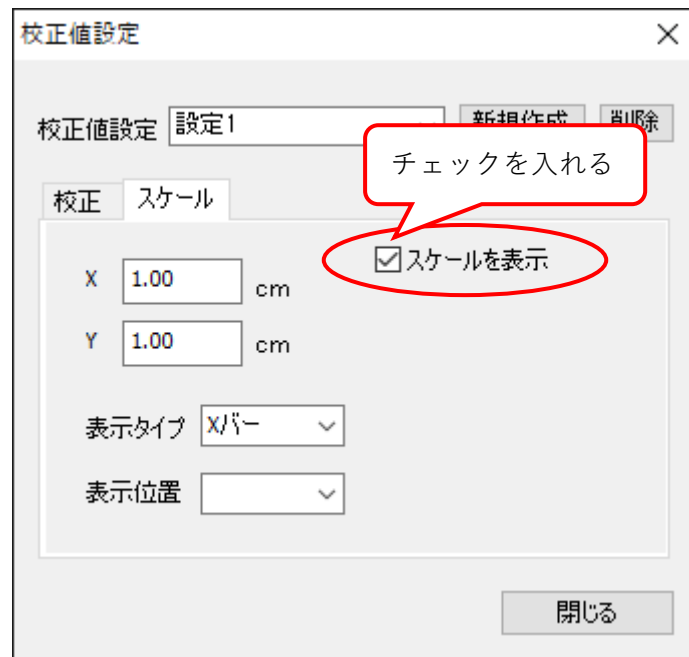 校正値設定
校正値設定 設定1 新規作成 削除
チェックを入れる
校正 スケール
スケールを表示
X 1.00 cm
Y 1.00 cm
表示タイプ Xバー
表示位置
閉じる